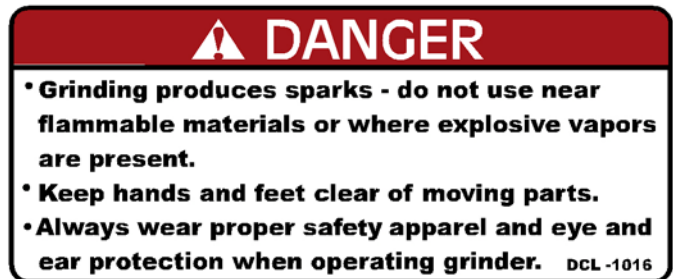 DANGER
• Grinding produces sparks - do not use near
flammable materials or where explosive vapors
are present.
• Keep hands and feet clear of moving parts.
• Always wear proper safety apparel and eye and
ear protection when operating grinder. DCL -1016